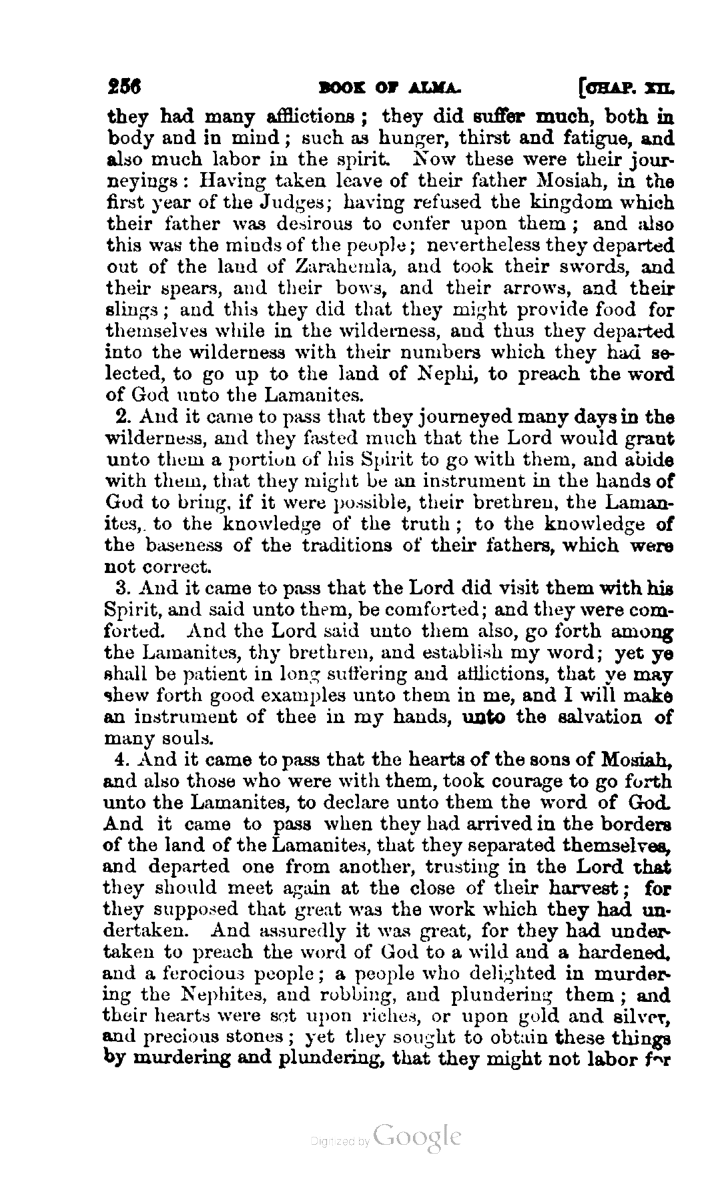 256 BOOK OF ALMA. [CHAP. XII.
they had many afflictions; they did suffer much, both in
body and in mind; such as hunger, thirst and fatigue, and
also much labor in the spirit. Now these were their jour-
neyings: Having taken leave of their father Mosiah, in the
first year of the Judges; having refused the kingdom which
their father was desirous to confer upon them; and also
this was the minds of the people; nevertheless they departed
out of the land of Zarahemla, and took their swords, and
their spears, and their bows, and their arrows, and their
slings; and this they did that they might provide food for
themselves while in the wilderness, and thus they departed
into the wilderness with their numbers which they had se-
lected, to go up to the land of Nephi, to preach the word
of God unto the Lamanites.
2. And it came to pass that they journeyed many days in the
wilderness, and they fasted much that the Lord would grant
unto them a portion of his Spirit to go with them, and abide
with them, that they might be an instrument in the hands of
God to bring, if it were possible, their brethren, the Laman-
ites, to the knowledge of the truth; to the knowledge of
the baseness of the traditions of their fathers, which were
not correct.
3. And it came to pass that the Lord did visit them with his
Spirit, and said unto them, be comforted; and they were com-
forted. And the Lord said unto them also, go forth among
the Lamanites, thy brethren, and establish my word; yet ye
shall be patient in long suffering and afflictions, that ye may
shew forth good examples unto them in me, and I will make
an instrument of thee in my hands, unto the salvation of
many souls.
4. And it came to pass that the hearts of the sons of Mosiah,
and also those who were with them, took courage to go forth
unto the Lamanites, to declare unto them the word of God.
And it came to pass when they had arrived in the borders
of the land of the Lamanites, that they separated themselves,
and departed one from another, trusting in the Lord that
they should meet again at the close of their harvest; for
they supposed that great was the work which they had un-
dertaken. And assuredly it was great, for they had under-
taken to preach the word of God to a wild and a hardened,
and a ferocious people; a people who delighted in murder-
ing the Nephites, and robbing, and plundering them; and
their hearts were set upon riches, or upon gold and silver,
and precious stones; yet they sought to obtain these things
by murdering and plundering, that they might not labor for
Digitized by Google